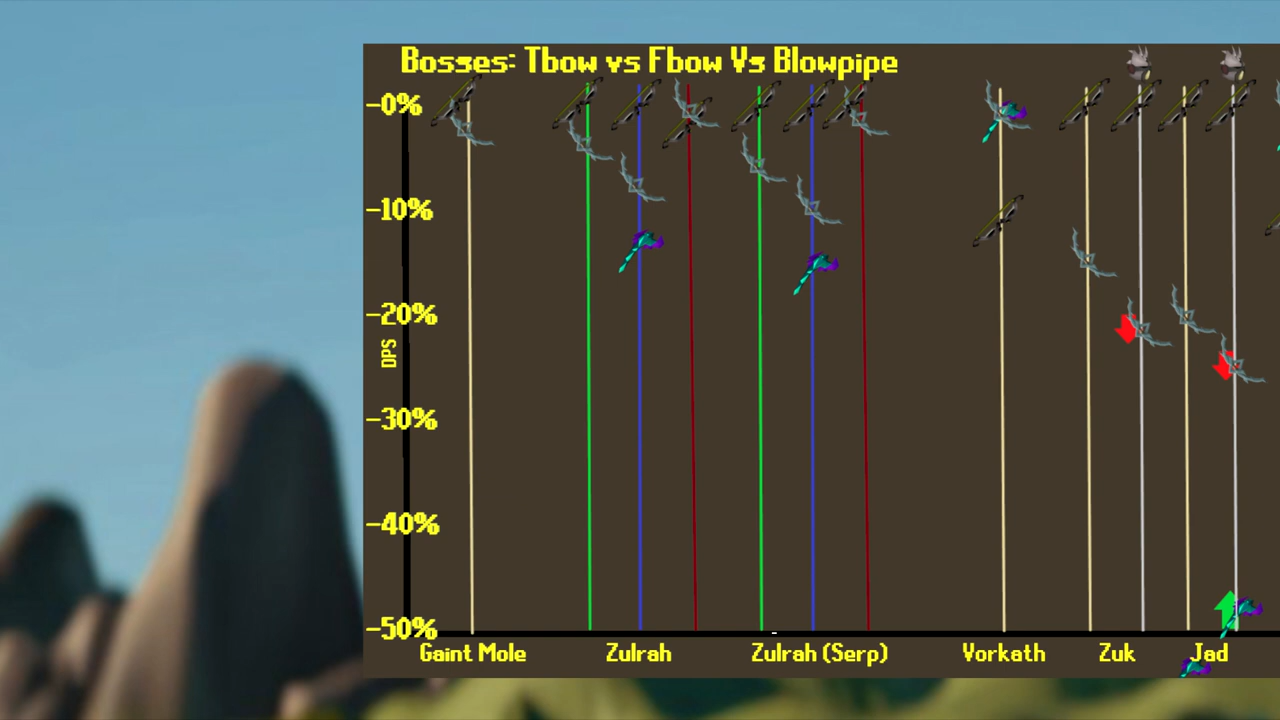 Bosses: Tbow vs Fbow Vs Blowpipe
-0%
-10%
-20%
DPS
-30%
-40%
-50%
Gaint Mole
Zulrah
Zulrah (Serp)
Vorkath
Zuk
Jad